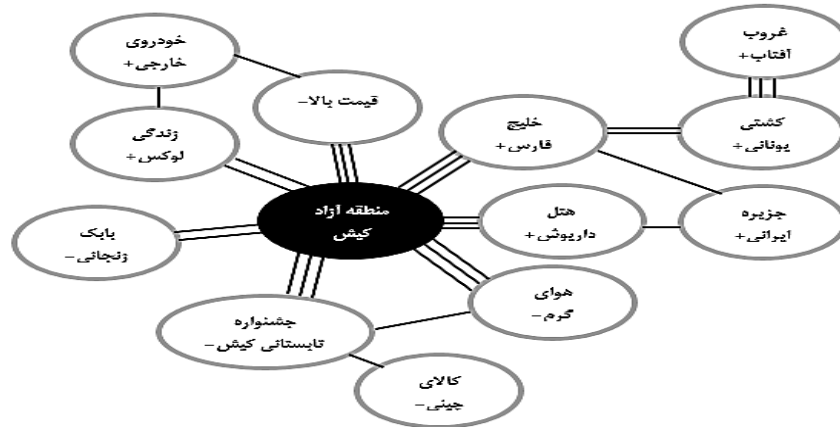 غروب
آفتاب+
خودروی
خارجی+
قیمت بالا-
خلیج
فارس+
کشتی
یونانی+
زندگی
لوکس+
منطقه آزاد
کیش
هتل
داریوش+
جزیره
ایرانی+
بابک
زنجانی-
هوای
گرم-
جشنواره
تابستانی کیش-
کالای
چینی-